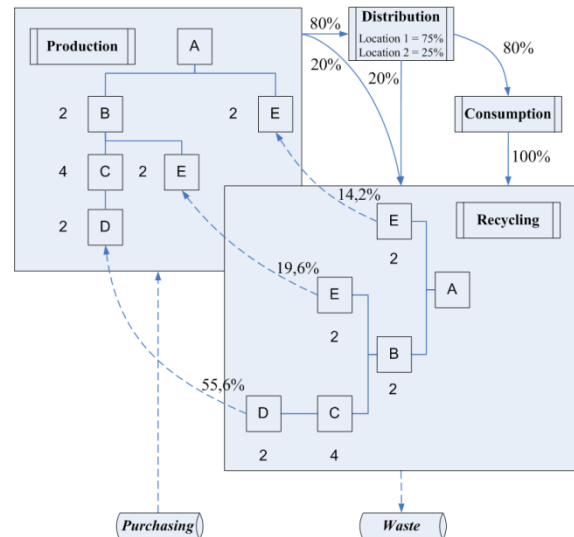 Production
A
2
B
2
E
4
C
2
E
2
D
80%
20%
Distribution
Location 1 = 75%
Location 2 = 25%
20%
80%
Consumption
100%
Recycling
14,2%
E
2
A
19,6%
E
2
B
2
55,6%
D
2
C
4
Purchasing
Waste